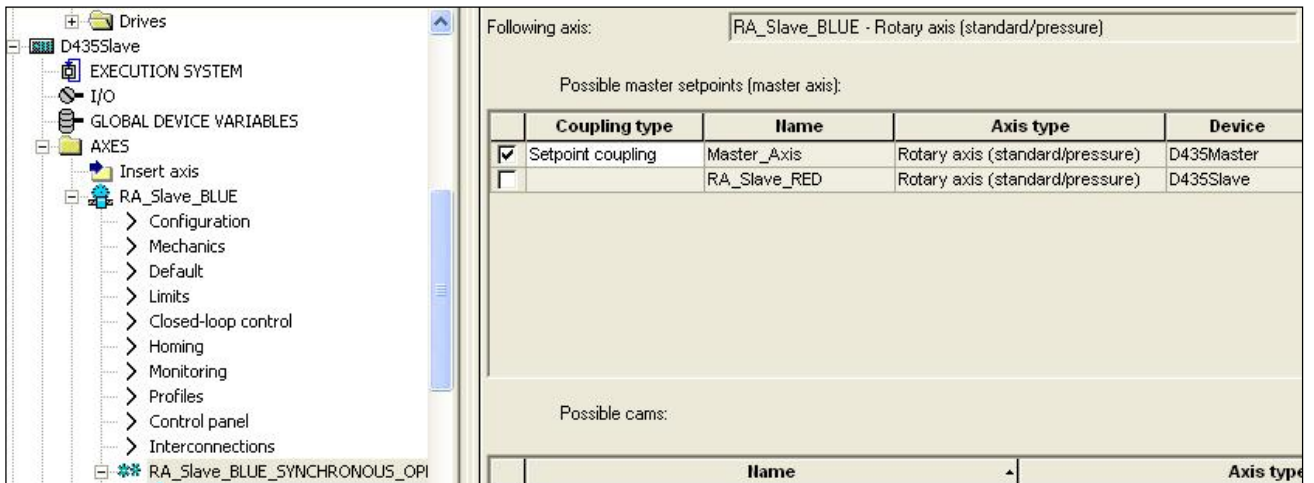 Drives
D435Slave
EXECUTION SYSTEM
I/O
GLOBAL DEVICE VARIABLES
AXES
Insert axis
RA_Slave_BLUE
Configuration
Mechanics
Default
Limits
Closed-loop control
Homing
Monitoring
Profiles
Control panel
Interconnections
RA_Slave_BLUE_SYNCHRONOUS_OP
Following axis: RA_Slave_BLUE - Rotary axis (standard/pressure)
Possible master setpoints (master axis):
Coupling type Name Axis type Device
Setpoint coupling Master_Axis Rotary axis (standard/pressure) D435Master
RA_Slave_RED Rotary axis (standard/pressure) D435Slave
Possible cams:
Name Axis type